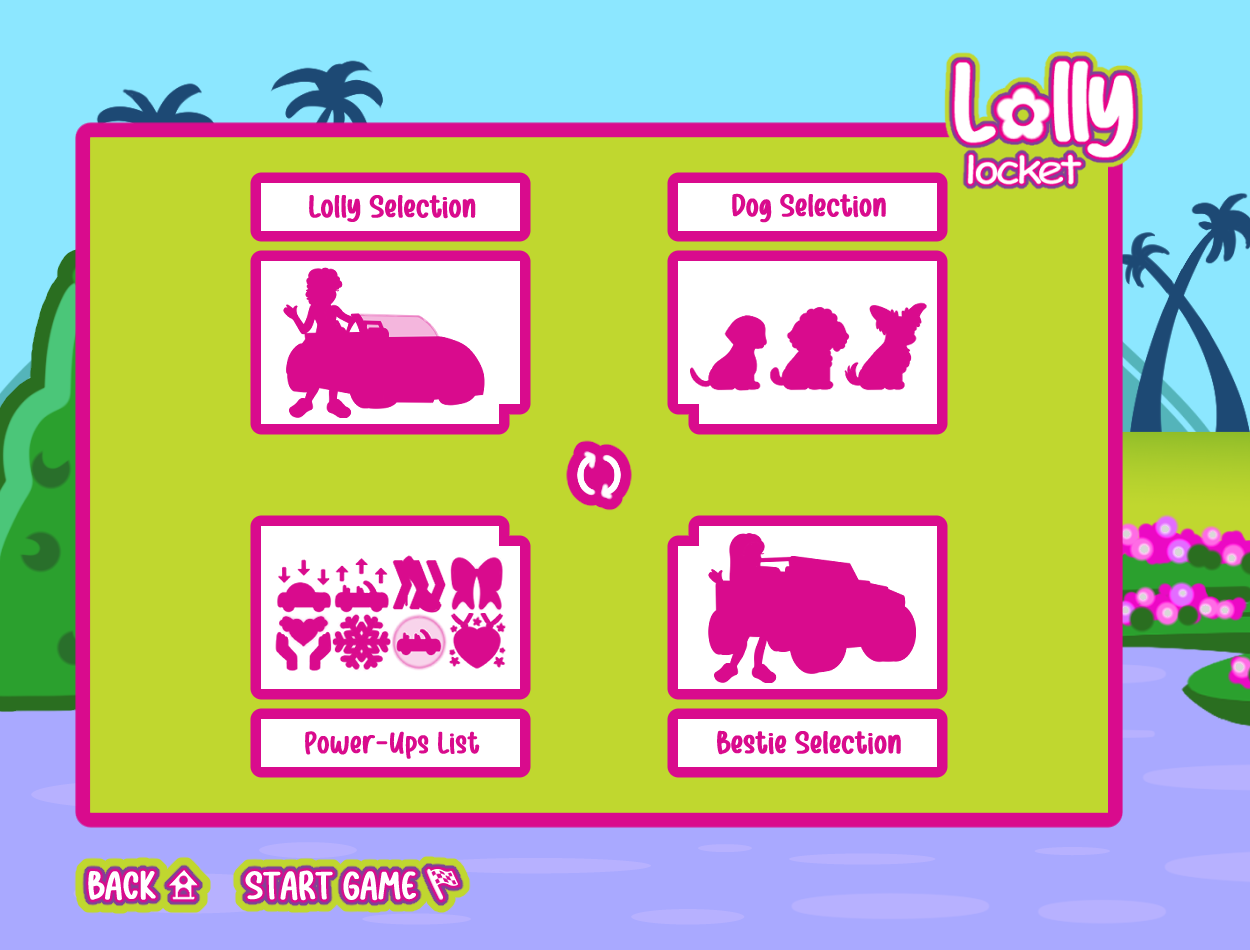 Lolly
locket
Lolly Selection
Dog Selection
Power-Ups List
Bestie Selection
BACK
START GAME